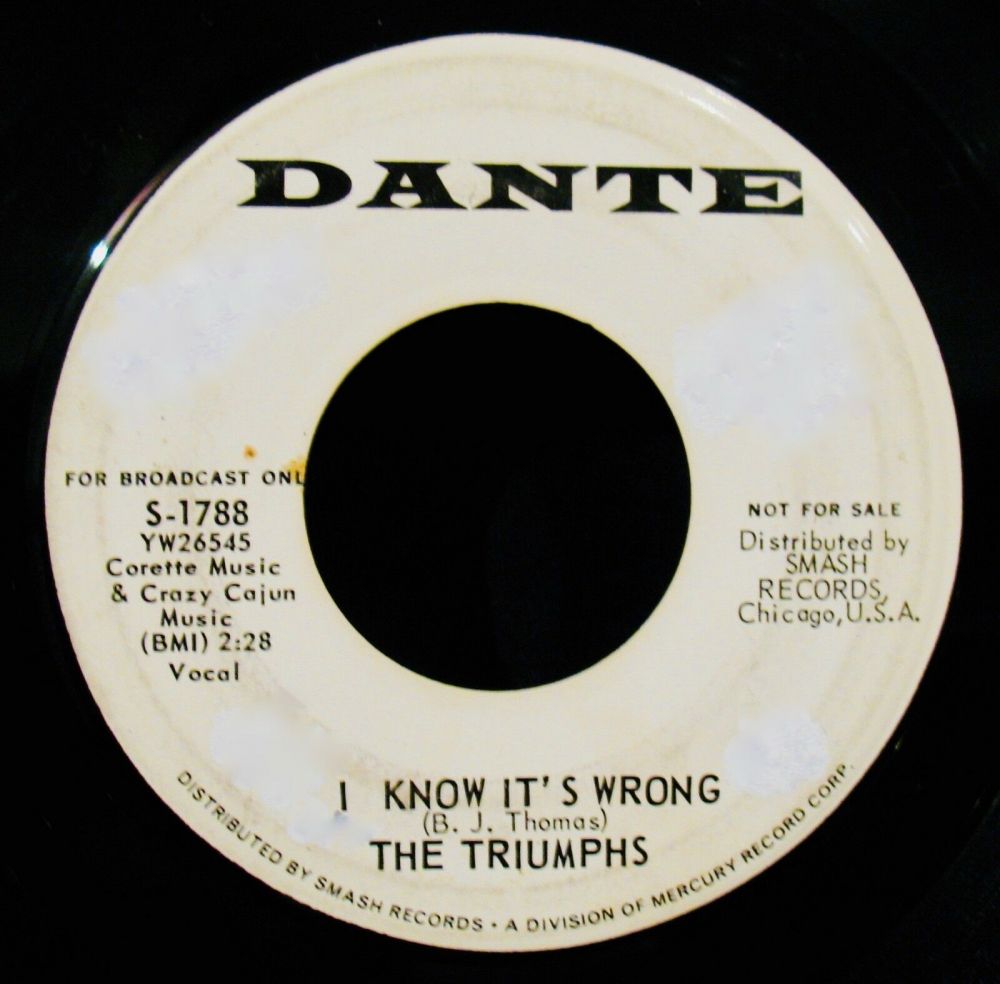 DANTE
FOR BROADCAST ONL
S-1788
YW26545
Corette Music
& Crazy Cajun
Music
(BMI) 2:28
Vocal
NOT FOR SALE
Distributed by
SMASH
RECORDS,
Chicago, U.S.A.
I KNOW IT'S WRONG
(B. J. Thomas)
THE TRIUMPHS
DISTRIBUTED BY SMASH RECORDS • A DIVISION OF MERCURY RECORD CORP.